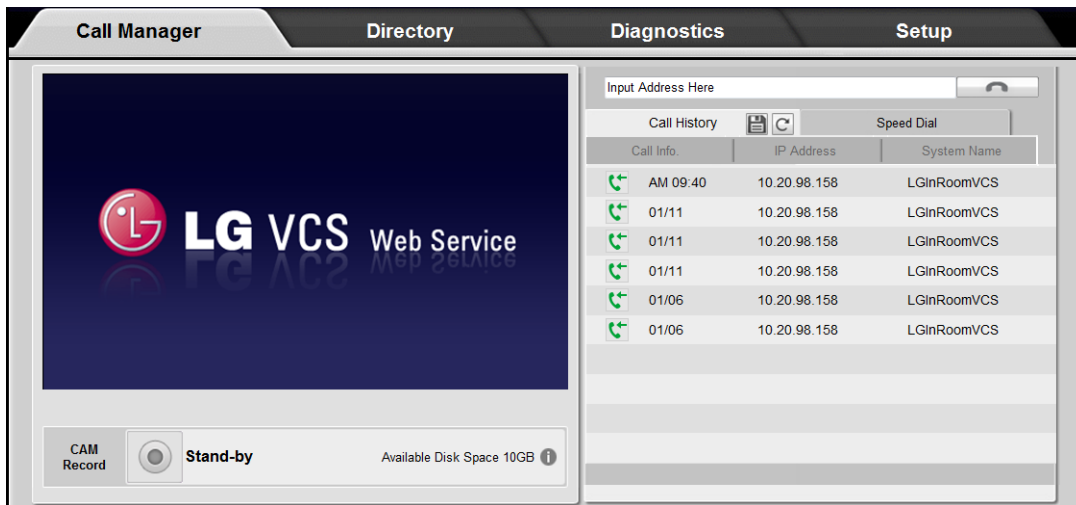 Call Manager Directory Diagnostics Setup
LG VCS Web Service
CAM
Record
Stand-by Available Disk Space 10GB
Input Address Here
Call History Speed Dial
Call Info. IP Address System Name
AM 09:40 10.20.98.158 LGInRoomVCS
01/11 10.20.98.158 LGInRoomVCS
01/11 10.20.98.158 LGInRoomVCS
01/11 10.20.98.158 LGInRoomVCS
01/06 10.20.98.158 LGInRoomVCS
01/06 10.20.98.158 LGInRoomVCS